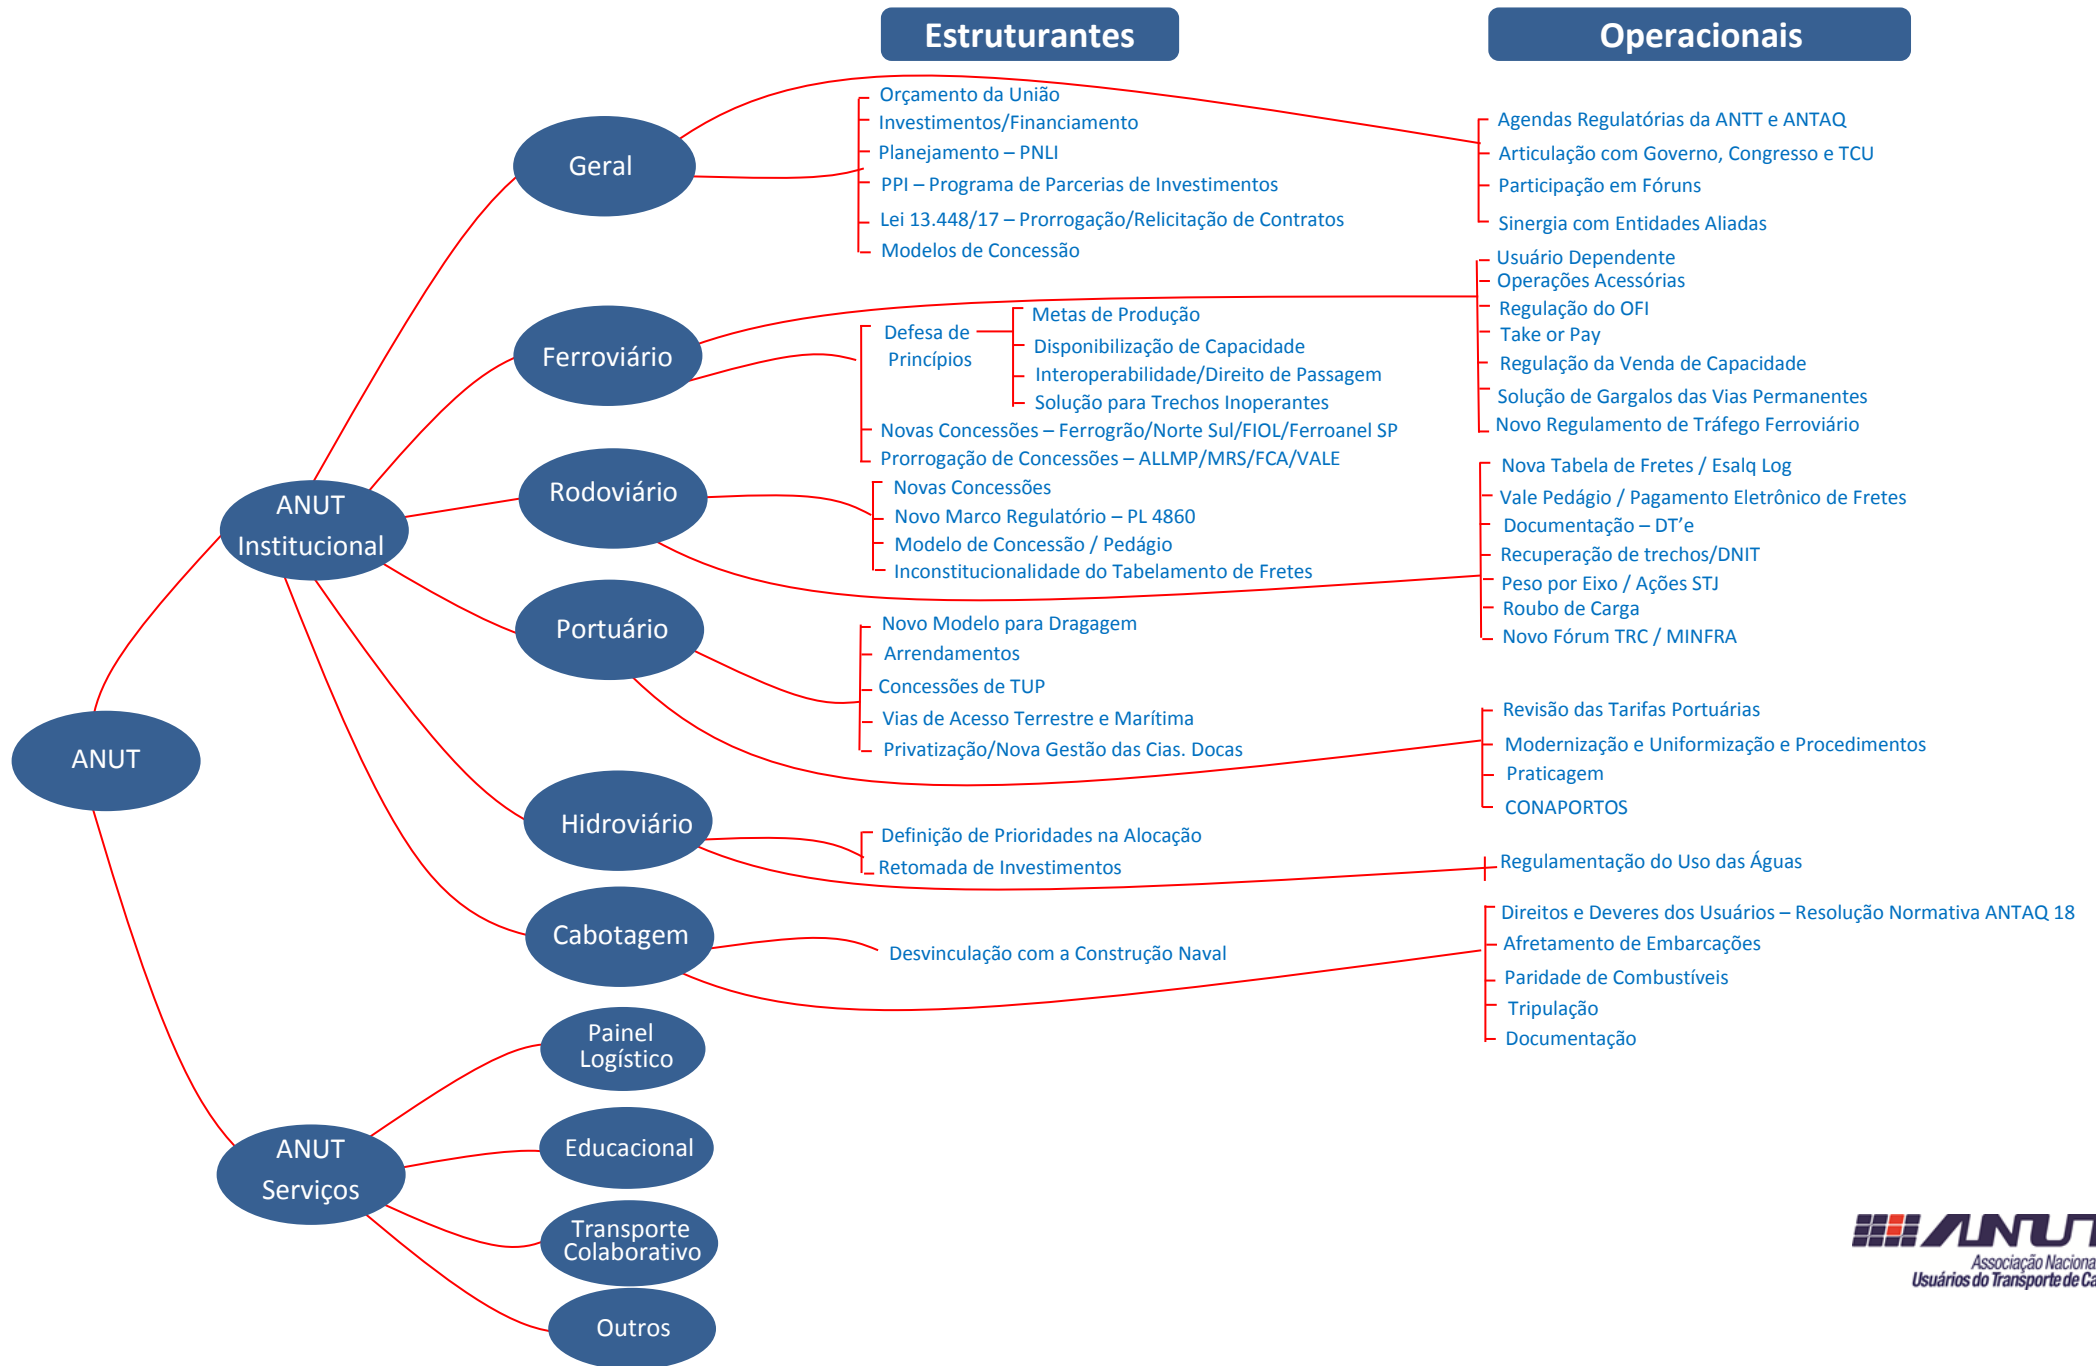 Estruturantes
Operacionais
Geral
Orçamento da União
Investimentos/Financiamento
Planejamento – PNLI
PPI – Programa de Parcerias de Investimentos
Lei 13.448/17 – Prorrogação/Relicitação de Contratos
Modelos de Concessão
Agendas Regulatórias da ANTT e ANTAQ
Articulação com Governo, Congresso e TCU
Participação em Fóruns
Sinergia com Entidades Aliadas
Ferroviário
Defesa de
Princípios
Metas de Produção
Disponibilização de Capacidade
Interoperabilidade/Direito de Passagem
Solução para Trechos Inoperantes
Novas Concessões – Ferrogrão/Norte Sul/FIOL/Ferroanel SP
Prorrogação de Concessões – ALLMP/MRS/FCA/VALE
Usuário Dependente
Operações Acessórias
Regulação do OFI
Take or Pay
Regulação da Venda de Capacidade
Solução de Gargalos das Vias Permanentes
Novo Regulamento de Tráfego Ferroviário
ANUT
Institucional
Rodoviário
Novas Concessões
Novo Marco Regulatório – PL 4860
Modelo de Concessão / Pedágio
Inconstitucionalidade do Tabelamento de Fretes
Nova Tabela de Fretes / Esalq Log
Vale Pedágio / Pagamento Eletrônico de Fretes
Documentação – DT’e
Recuperação de trechos/DNIT
Peso por Eixo / Ações STJ
Roubo de Carga
Novo Fórum TRC / MINFRA
Portuário
Novo Modelo para Dragagem
Arrendamentos
Concessões de TUP
Vias de Acesso Terrestre e Marítima
Privatização/Nova Gestão das Cias. Docas
Revisão das Tarifas Portuárias
Modernização e Uniformização e Procedimentos
Praticagem
CONAPORTOS
ANUT
Hidroviário
Definição de Prioridades na Alocação
Retomada de Investimentos
Regulamentação do Uso das Águas
Cabotagem
Desvinculação com a Construção Naval
Direitos e Deveres dos Usuários – Resolução Normativa ANTAQ 18
Afretamento de Embarcações
Paridade de Combustíveis
Tripulação
Documentação
Painel
Logístico
ANUT
Serviços
Educacional
Transporte
Colaborativo
Outros
ANUT
Associação Nacional
Usuários do Transporte de Ca